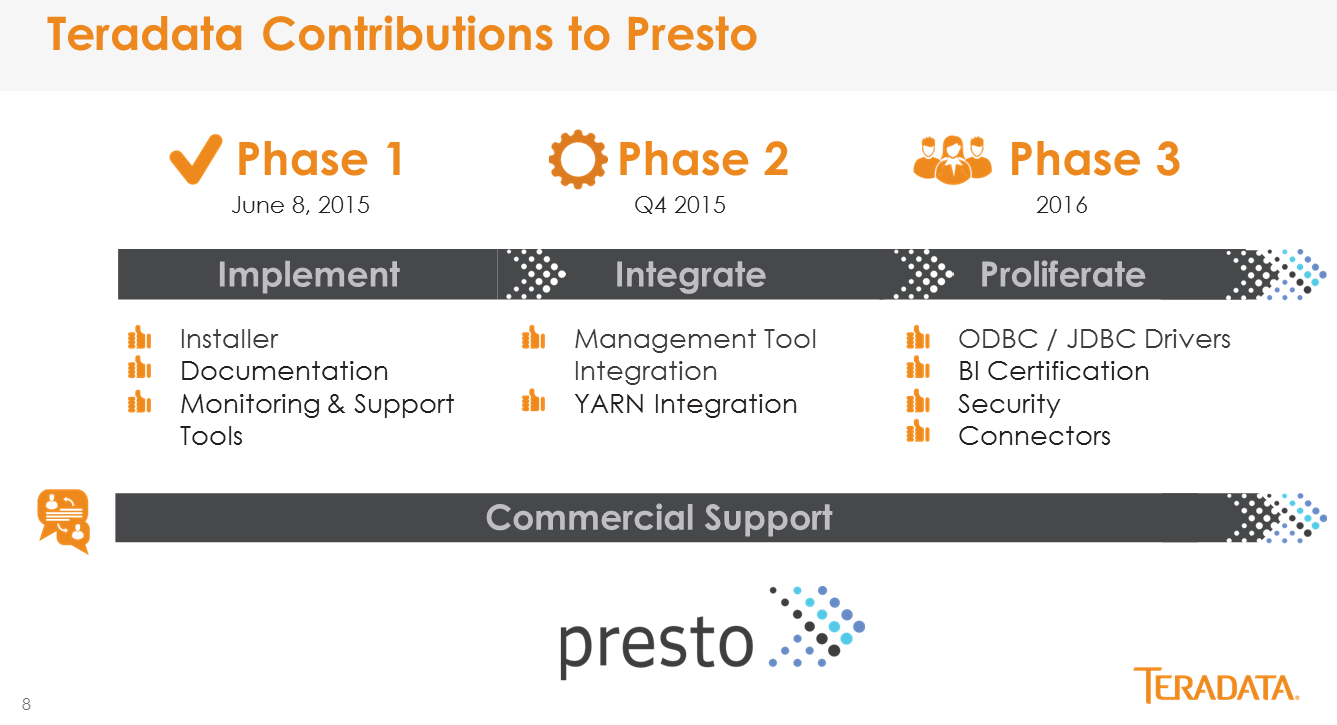 Teradata Contributions to Presto
Phase 1
June 8, 2015
Phase 2
Q4 2015
Phase 3
2016
Implement
Integrate
Proliferate
Installer
Documentation
Monitoring & Support
Tools
Management Tool
Integration
YARN Integration
ODBC / JDBC Drivers
BI Certification
Security
Connectors
Commercial Support
presto
TERADATA.
8